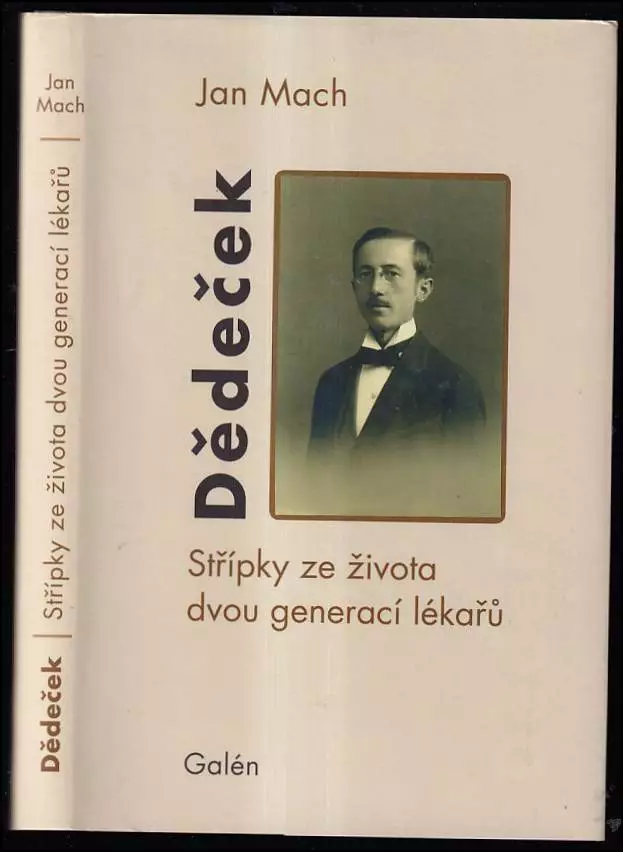 Jan
Mach
Dědeček | Střípky ze života dvou generací lékařů
Jan Mach
Dědeček
Střípky ze života
dvou generací lékařů
Galén